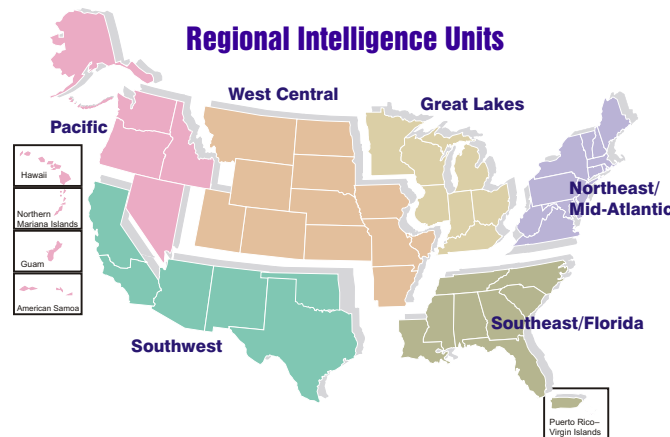 Regional Intelligence Units
West Central
Great Lakes
Pacific
Hawaii
Northern
Mariana Islands
Guam
American Samoa
Northeast/
Mid-Atlantic
Southwest
Southeast/Florida
Puerto Rico–
Virgin Islands